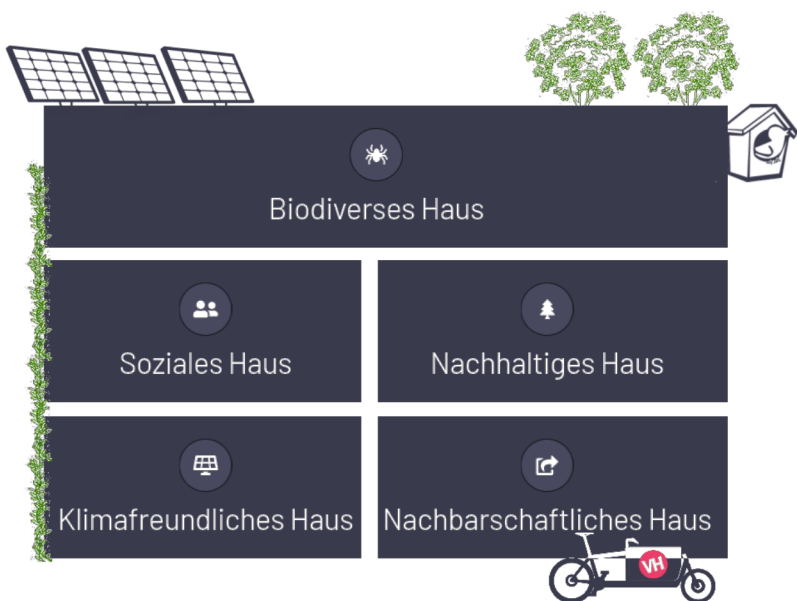 Biodiverses Haus
Soziales Haus
Nachhaltiges Haus
Klimafreundliches Haus
Nachbarschaftliches Haus
VH